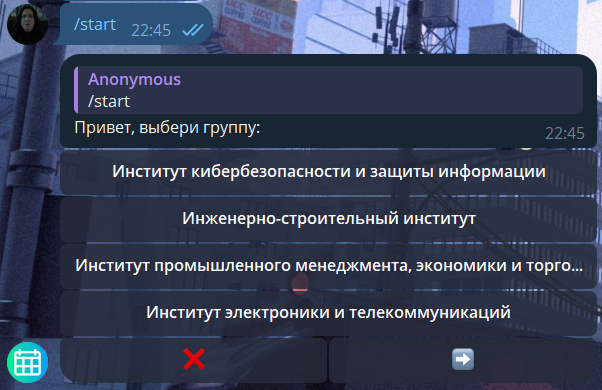 /start
22:45
Anonymous
/start
Привет, выбери группу:
22:45
Институт кибербезопасности и защиты информации
Инженерно-строительный институт
Институт промышленного менеджмента, экономики и торго...
Институт электроники и телекоммуникаций